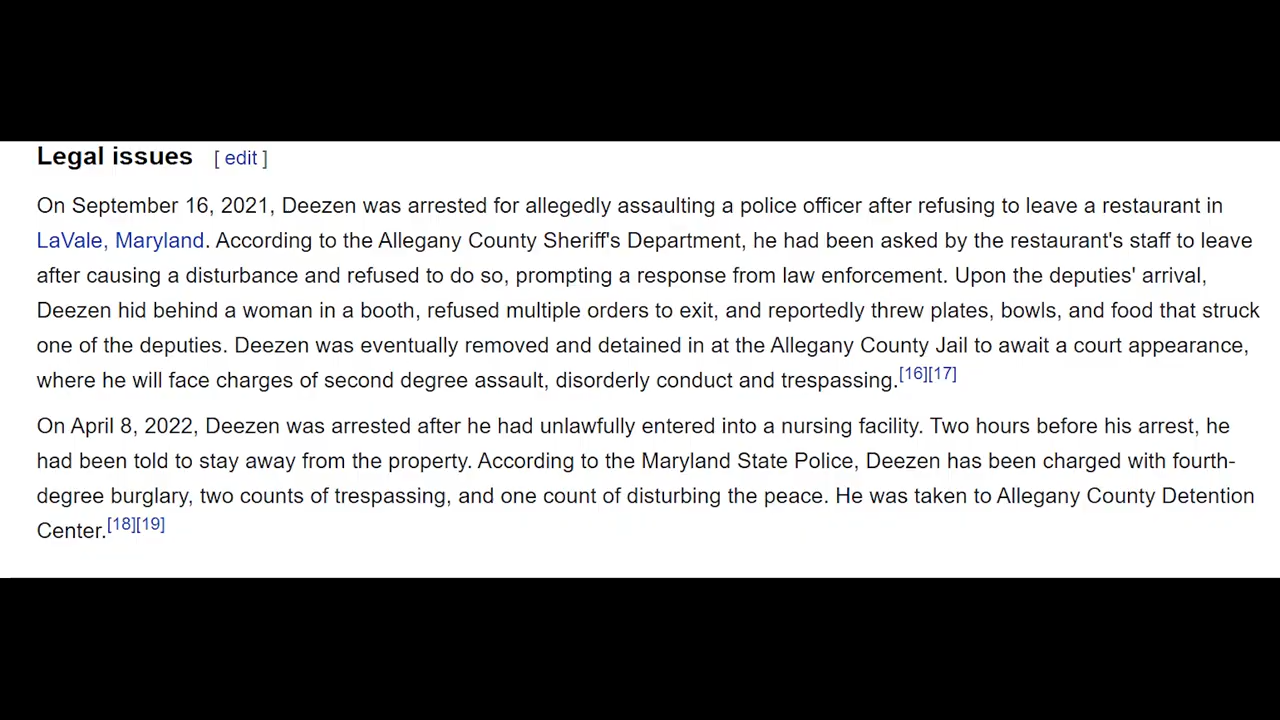 Legal issues [ edit ]
On September 16, 2021, Deezen was arrested for allegedly assaulting a police officer after refusing to leave a restaurant in
LaVale, Maryland. According to the Allegany County Sheriff's Department, he had been asked by the restaurant's staff to leave
after causing a disturbance and refused to do so, prompting a response from law enforcement. Upon the deputies' arrival,
Deezen hid behind a woman in a booth, refused multiple orders to exit, and reportedly threw plates, bowls, and food that struck
one of the deputies. Deezen was eventually removed and detained in at the Allegany County Jail to await a court appearance,
where he will face charges of second degree assault, disorderly conduct and trespassing.[16][17]
On April 8, 2022, Deezen was arrested after he had unlawfully entered into a nursing facility. Two hours before his arrest, he
had been told to stay away from the property. According to the Maryland State Police, Deezen has been charged with fourth-
degree burglary, two counts of trespassing, and one count of disturbing the peace. He was taken to Allegany County Detention
Center.[18][19]